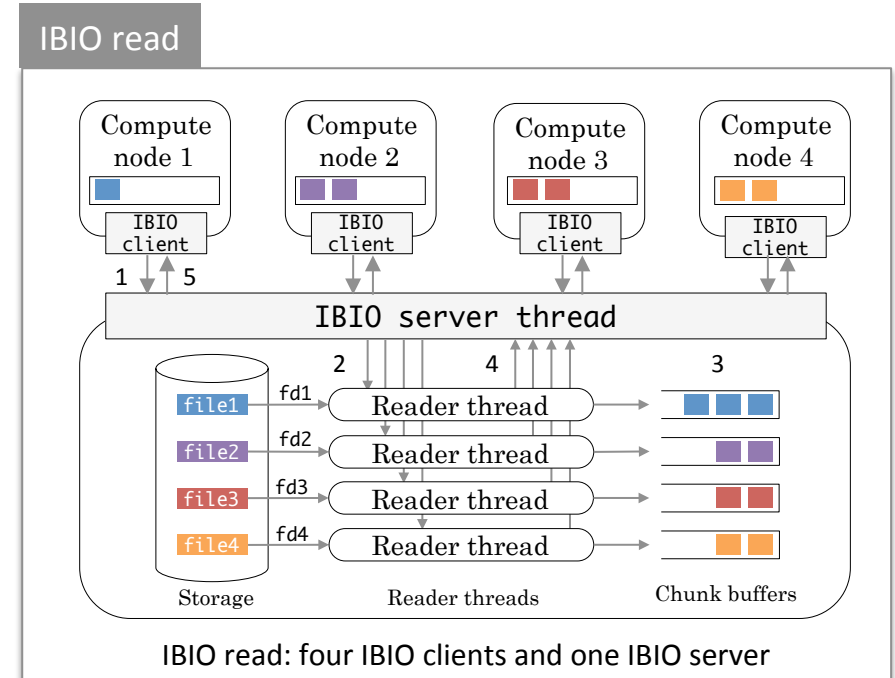 IBIO read
Compute
node 1
Compute
node 2
Compute
node 3
Compute
node 4
IBIO
client
IBIO
client
IBIO
client
IBIO
client
1
5
IBIO server thread
2
4
3
file1
fd1
Reader thread
file2
fd2
Reader thread
file3
fd3
Reader thread
file4
fd4
Reader thread
Storage
Reader threads
Chunk buffers
IBIO read: four IBIO clients and one IBIO server